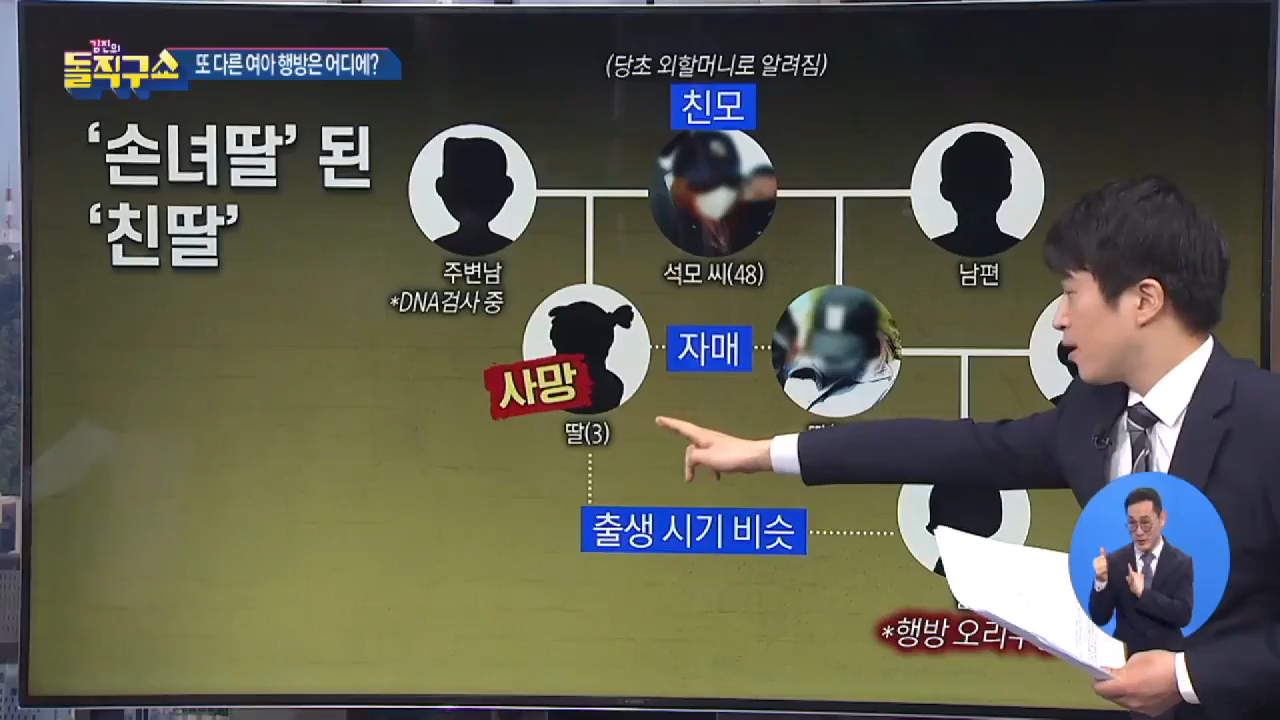 김진의
돌직구쇼
또 다른 여아 행방은 어디에?
‘손녀딸’ 된
‘친딸’
(당초 외할머니로 알려짐)
친모
주변남
*DNA검사 중
석모 씨(48)
남편
자매
사망
딸(3)
출생 시기 비슷
*행방 오리